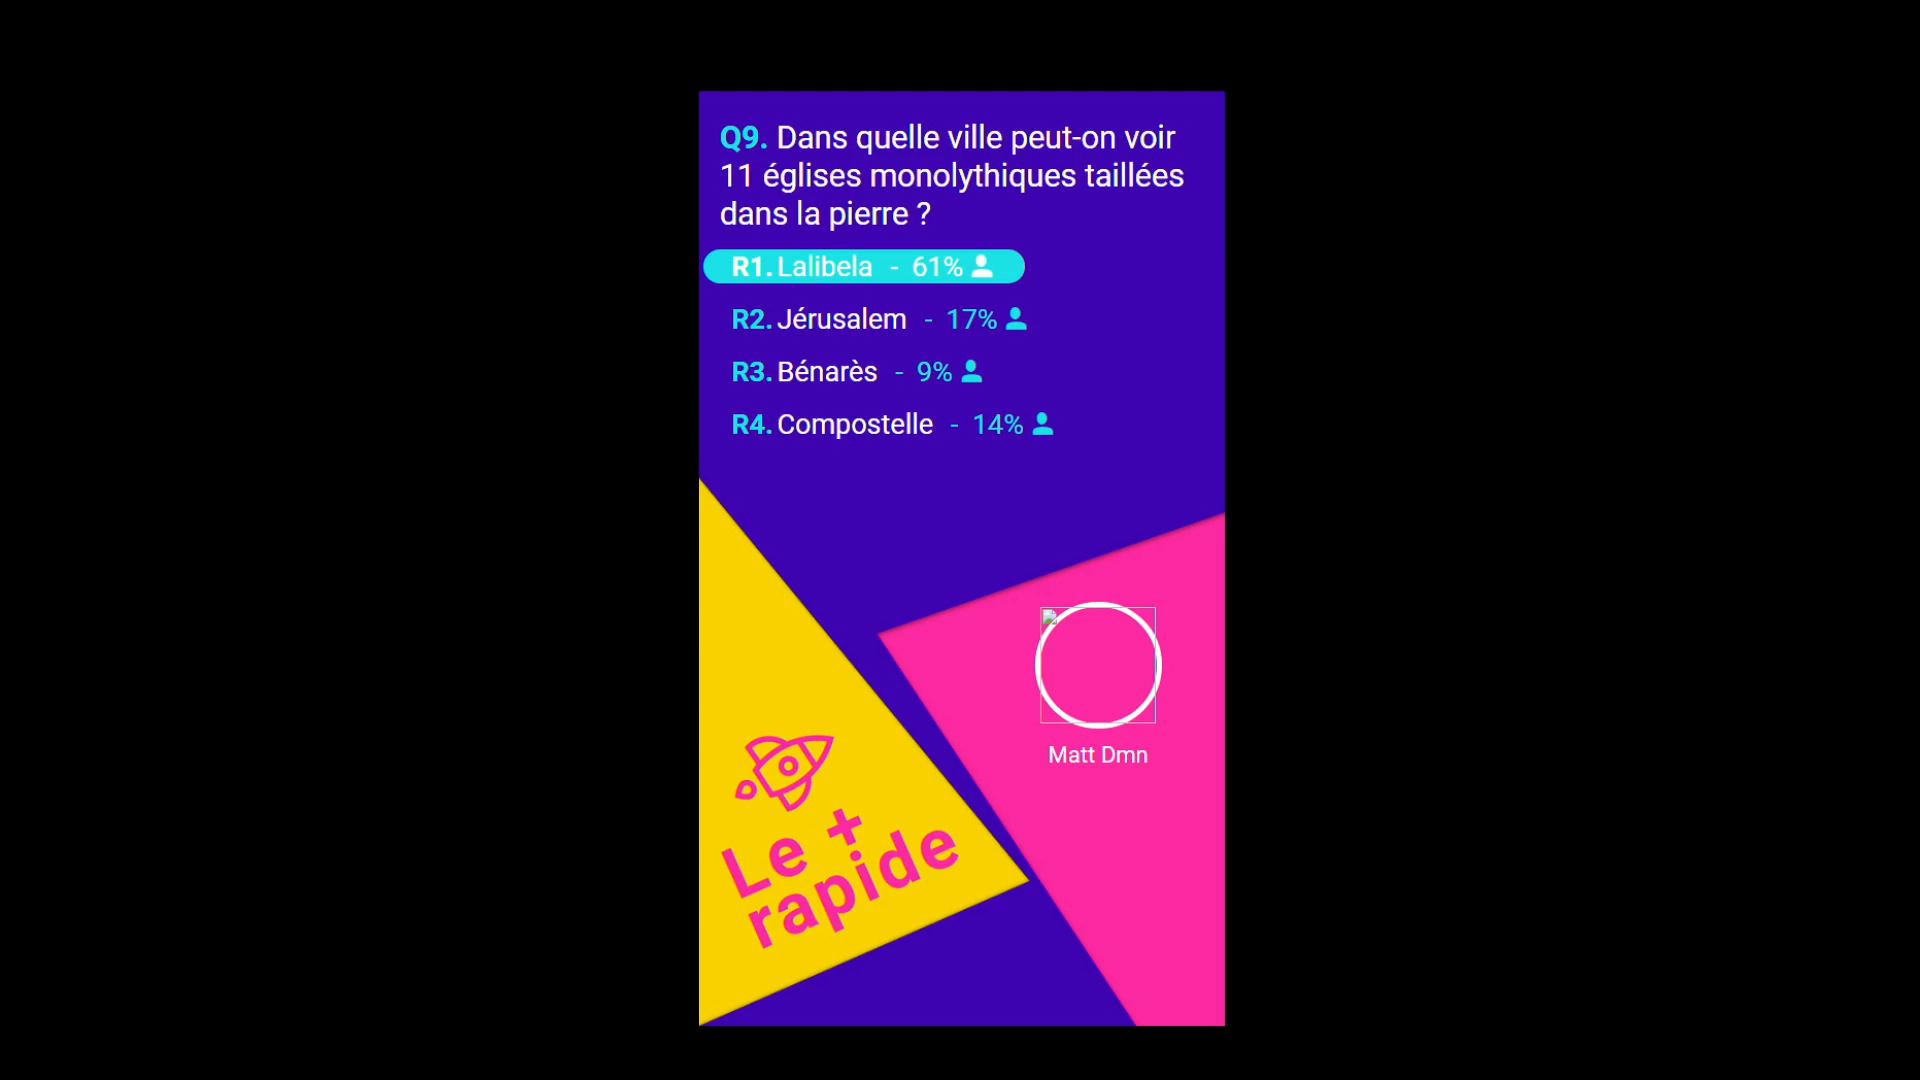 Q9. Dans quelle ville peut-on voir
11 églises monolythiques taillées
dans la pierre ?
R1. Lalibela - 61%
R2. Jérusalem - 17%
R3. Bénarès - 9%
R4. Compostelle - 14%
Matt Dmn
Le +
rapide